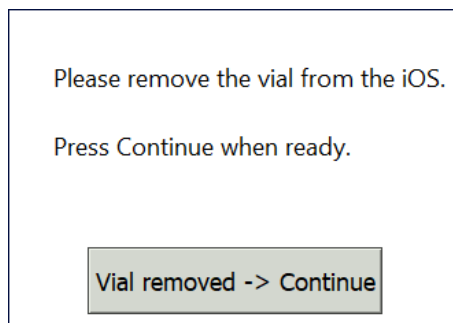 Please remove the vial from the iOS.
Press Continue when ready.
Vial removed -> Continue